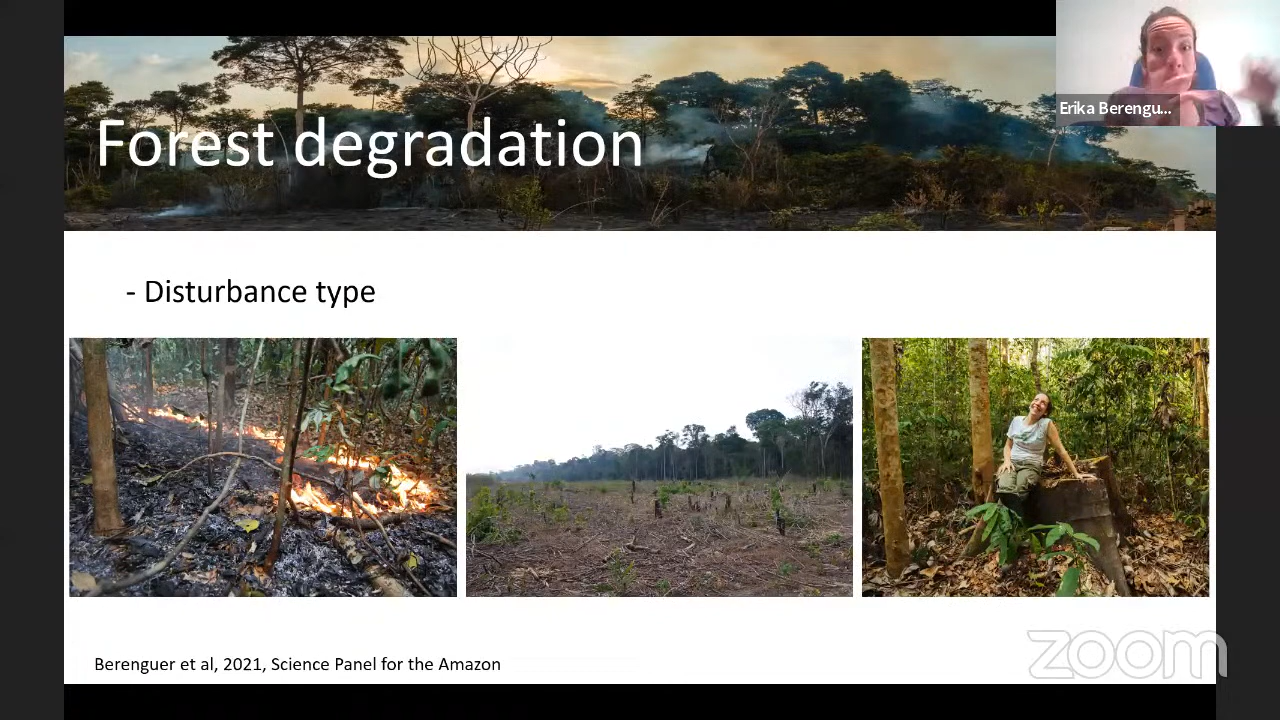 Erika Berengu...
Forest degradation
- Disturbance type
Berenguer et al, 2021, Science Panel for the Amazon
zoom